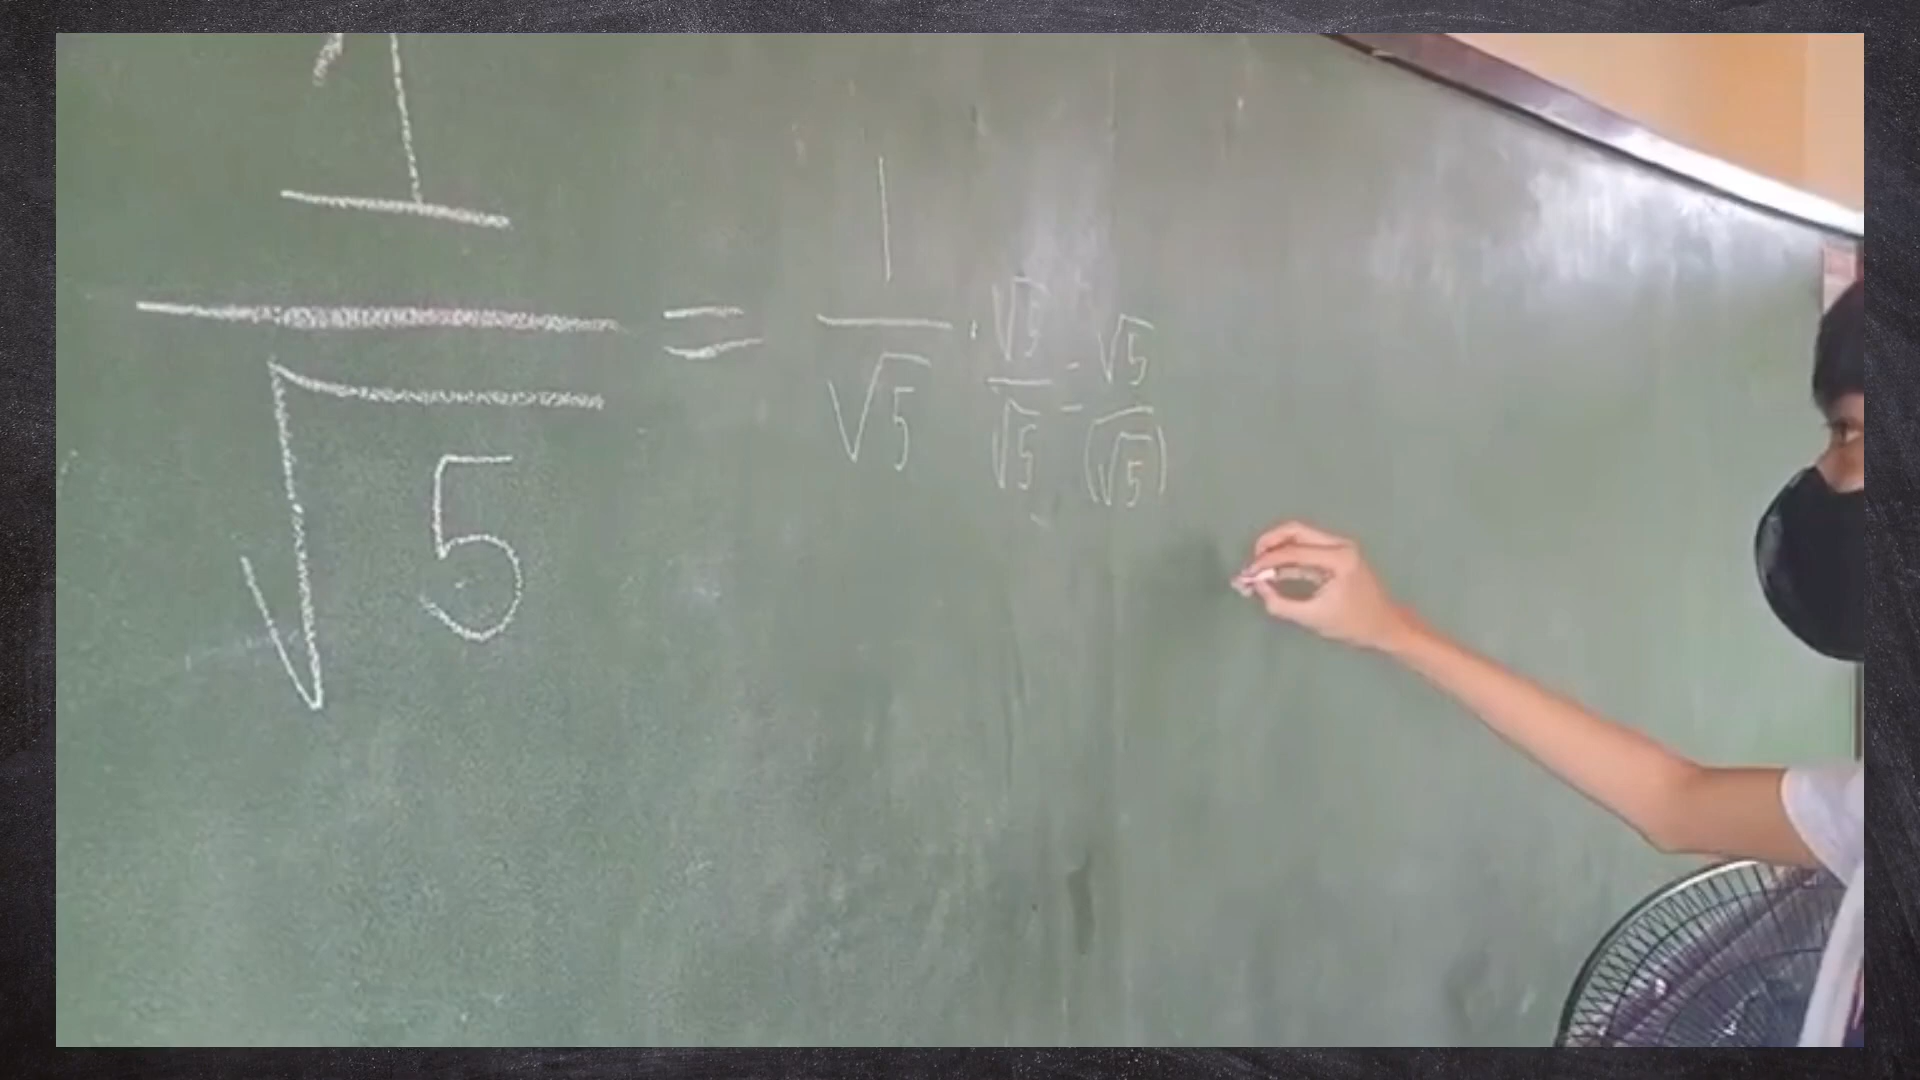 1/√5 = 1/√5 · √5/√5 = √5/(√5)